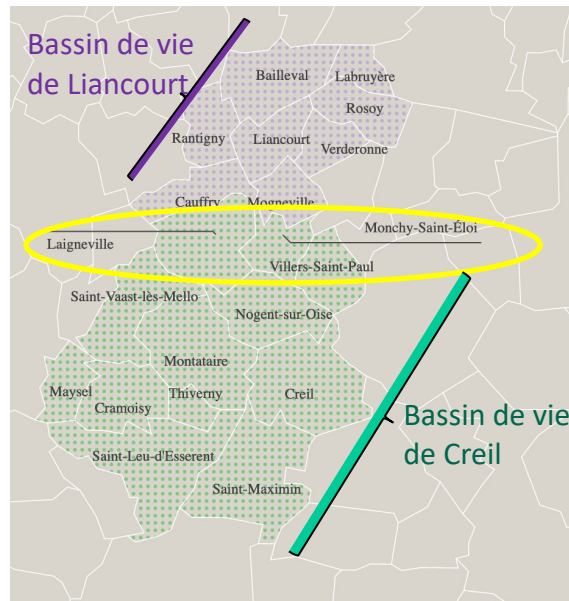 Bassin de vie
de Liancourt
Bailleval
Labruyère
Rosoy
Rantigny
Liancourt
Verderonne
Cauffry
Mogneville
Monchy-Saint-Éloi
Laigneville
Villers-Saint-Paul
Saint-Vaast-lès-Mello
Nogent-sur-Oise
Montataire
Maysel
Thiverny
Creil
Cramoisy
Bassin de vie
de Creil
Saint-Leu-d'Esserent
Saint-Maximin